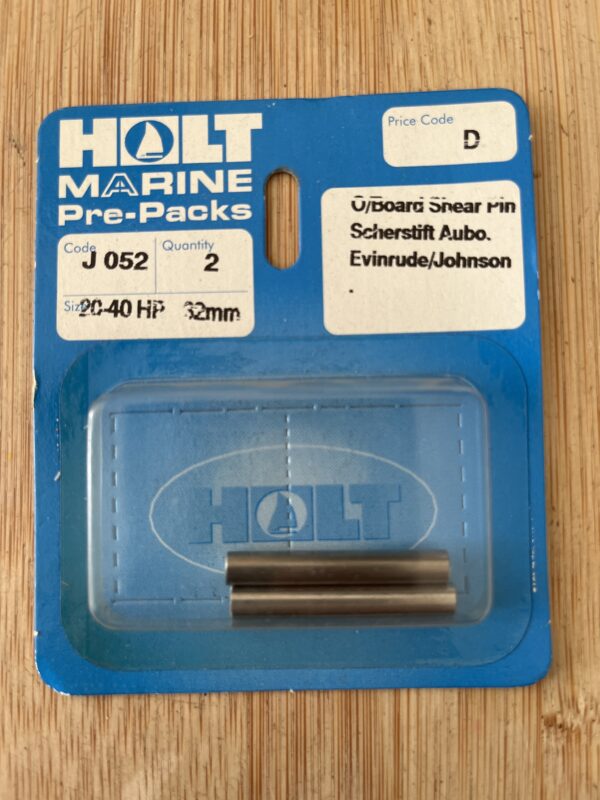 HOLT
MARINE
Pre-Packs
Price Code
D
Code
J 052
Quantity
2
Size
20-40 HP 32mm
O/Board Shear Pin
Scherstift Aubo.
Evinrude/Johnson
.
HOLT